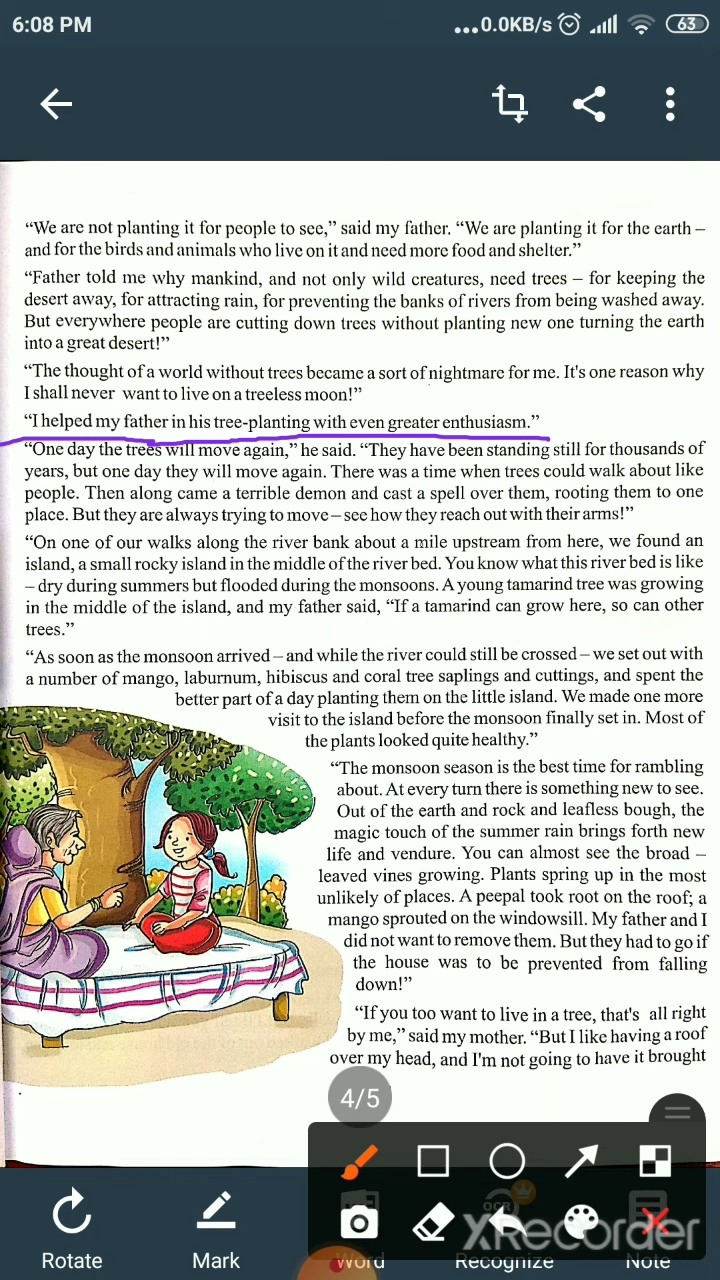 6:08 PM
...0.0KB/s
63
“We are not planting it for people to see,” said my father. “We are planting it for the earth –
and for the birds and animals who live on it and need more food and shelter.”
“Father told me why mankind, and not only wild creatures, need trees – for keeping the
desert away, for attracting rain, for preventing the banks of rivers from being washed away.
But everywhere people are cutting down trees without planting new one turning the earth
into a great desert!”
“The thought of a world without trees became a sort of nightmare for me. It's one reason why
I shall never want to live on a treeless moon!”
“I helped my father in his tree-planting with even greater enthusiasm.”
“One day the trees will move again,” he said. “They have been standing still for thousands of
years, but one day they will move again. There was a time when trees could walk about like
people. Then along came a terrible demon and cast a spell over them, rooting them to one
place. But they are always trying to move – see how they reach out with their arms!”
“On one of our walks along the river bank about a mile upstream from here, we found an
island, a small rocky island in the middle of the river bed. You know what this river bed is like
– dry during summers but flooded during the monsoons. A young tamarind tree was growing
in the middle of the island, and my father said, “If a tamarind can grow here, so can other
trees.”
“As soon as the monsoon arrived – and while the river could still be crossed – we set out with
a number of mango, laburnum, hibiscus and coral tree saplings and cuttings, and spent the
better part of a day planting them on the little island. We made one more
visit to the island before the monsoon finally set in. Most of
the plants looked quite healthy.”
“The monsoon season is the best time for rambling
about. At every turn there is something new to see.
Out of the earth and rock and leafless bough, the
magic touch of the summer rain brings forth new
life and vendure. You can almost see the broad –
leaved vines growing. Plants spring up in the most
unlikely of places. A peepal took root on the roof; a
mango sprouted on the windowsill. My father and I
did not want to remove them. But they had to go if
the house was to be prevented from falling
down!”
“If you too want to live in a tree, that's all right
by me,” said my mother. “But I like having a roof
over my head, and I'm not going to have it brought
4/5
OCR
XRecorder
Rotate
Mark
Word
Recognize
Note